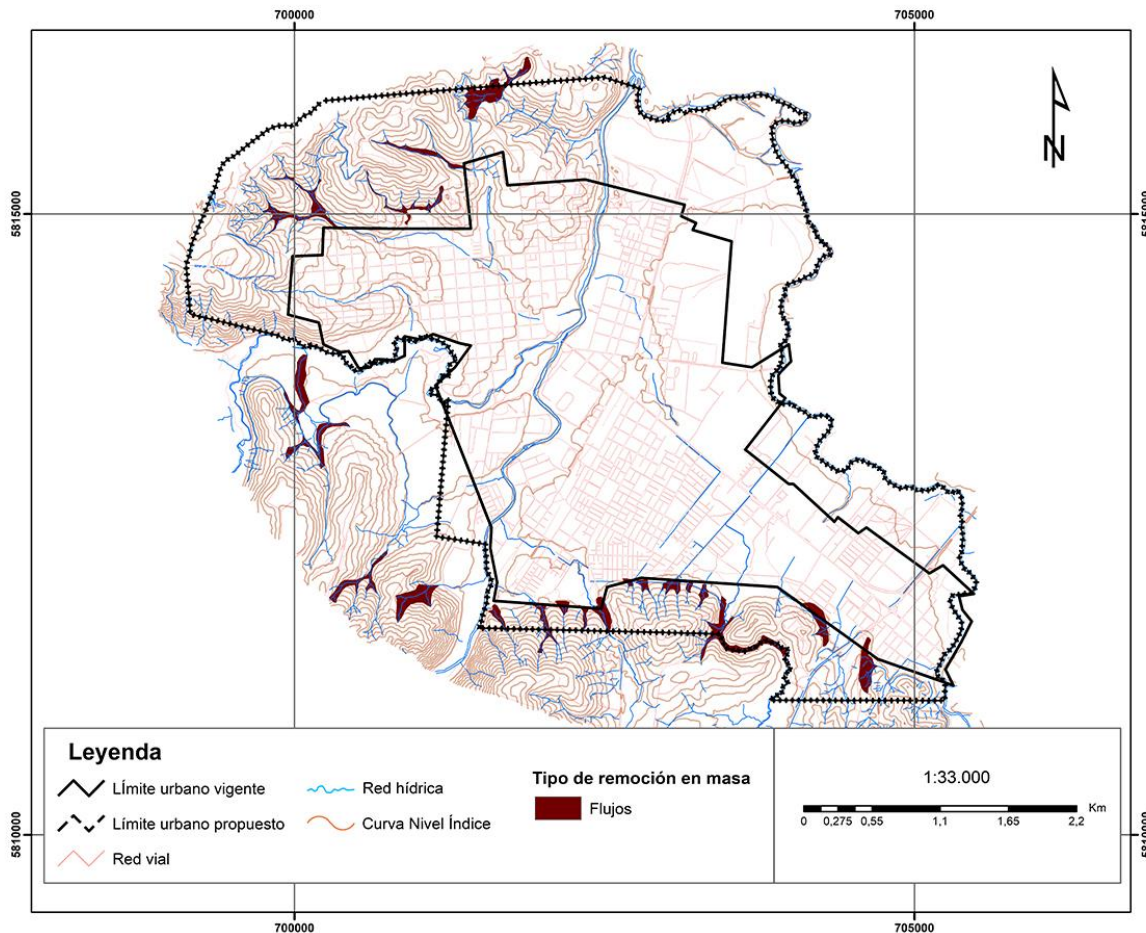 700000
705000
N
5815000
5815000
Leyenda
LÍmite urbano vigente
Límite urbano propuesto
Red vial
Red hídrica
Curva Nivel Índice
Tipo de remoción en masa
Flujos
1:33.000
Km
0 0,275 0,55 1,1 1,65 2,2
5810000
5810000
700000
705000